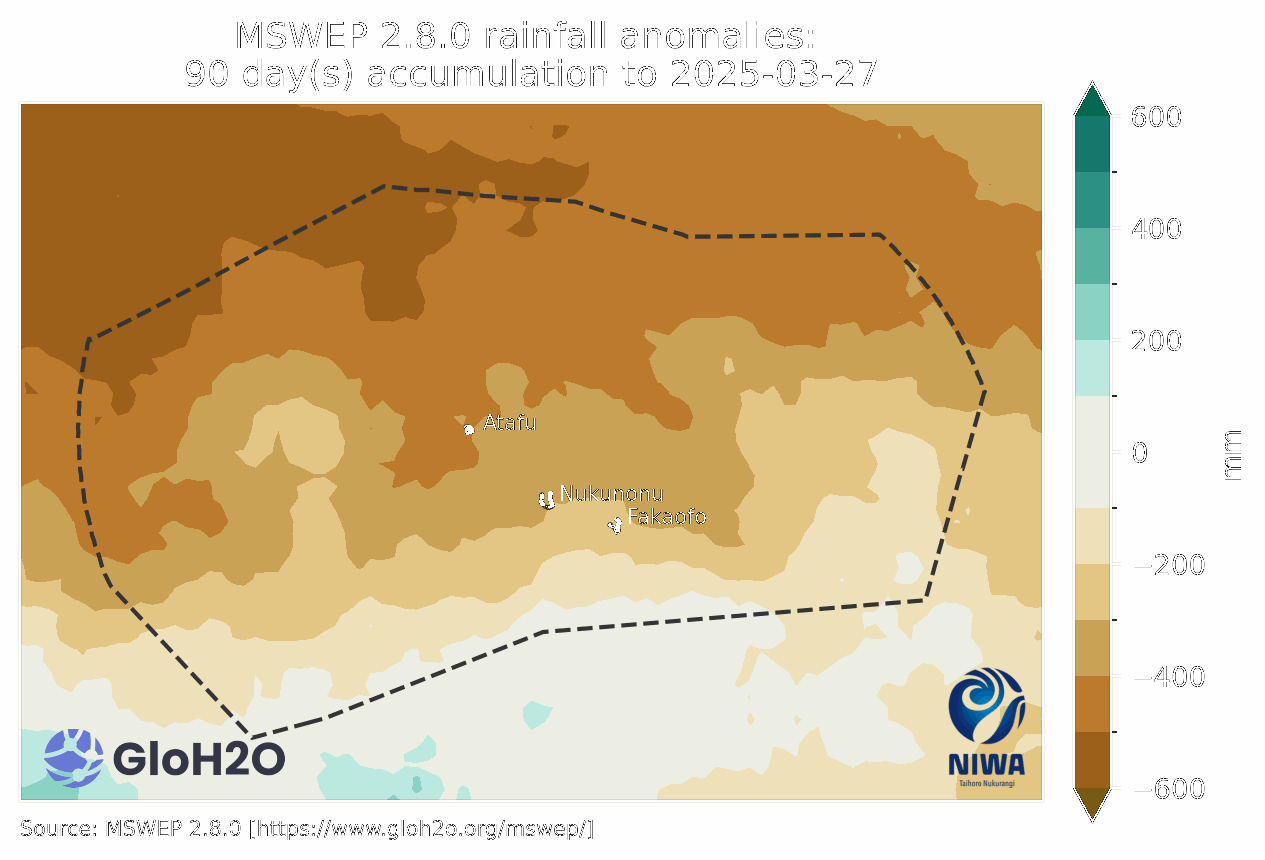 MSWEP 2.8.0 rainfall anomalies:
90 day(s) accumulation to 2025-03-27
600
400
200
0
−200
−400
−600
mm
Atafu
Nukunonu
Fakaofo
GloH2O
NIWA
Taihoro Nukurangi
Source: MSWEP 2.8.0 [https://www.gloh2o.org/mswep/]